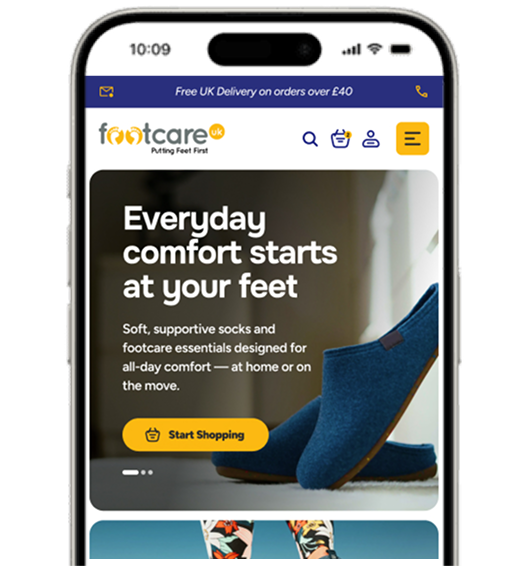 10:09
Free UK Delivery on orders over £40
footcare uk
Putting Feet First
Everyday
comfort starts
at your feet
Soft, supportive socks and
footcare essentials designed for
all-day comfort — at home or on
the move.
Start Shopping